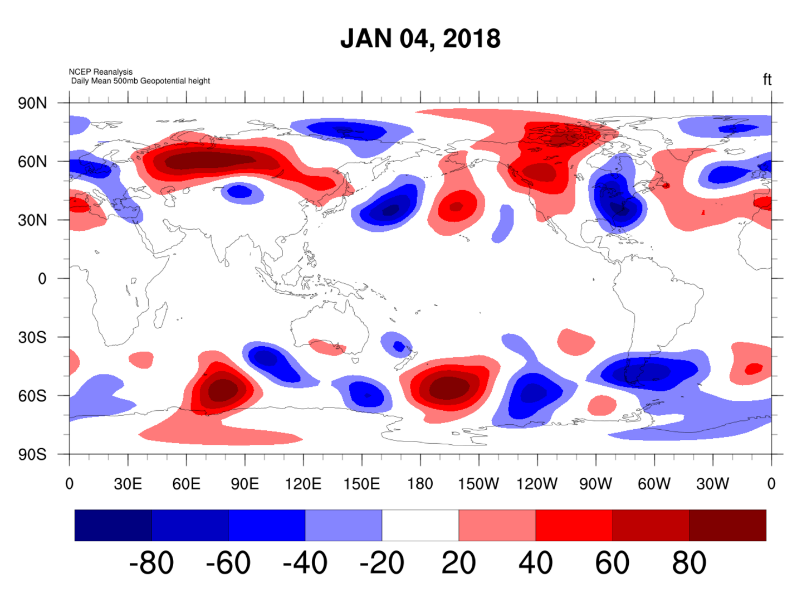 JAN 04, 2018
NCEP Reanalysis
Daily Mean 500mb Geopotential height
ft
90N
60N
30N
0
30S
60S
90S
0 30E 60E 90E 120E 150E 180 150W 120W 90W 60W 30W 0
-80 -60 -40 -20 20 40 60 80